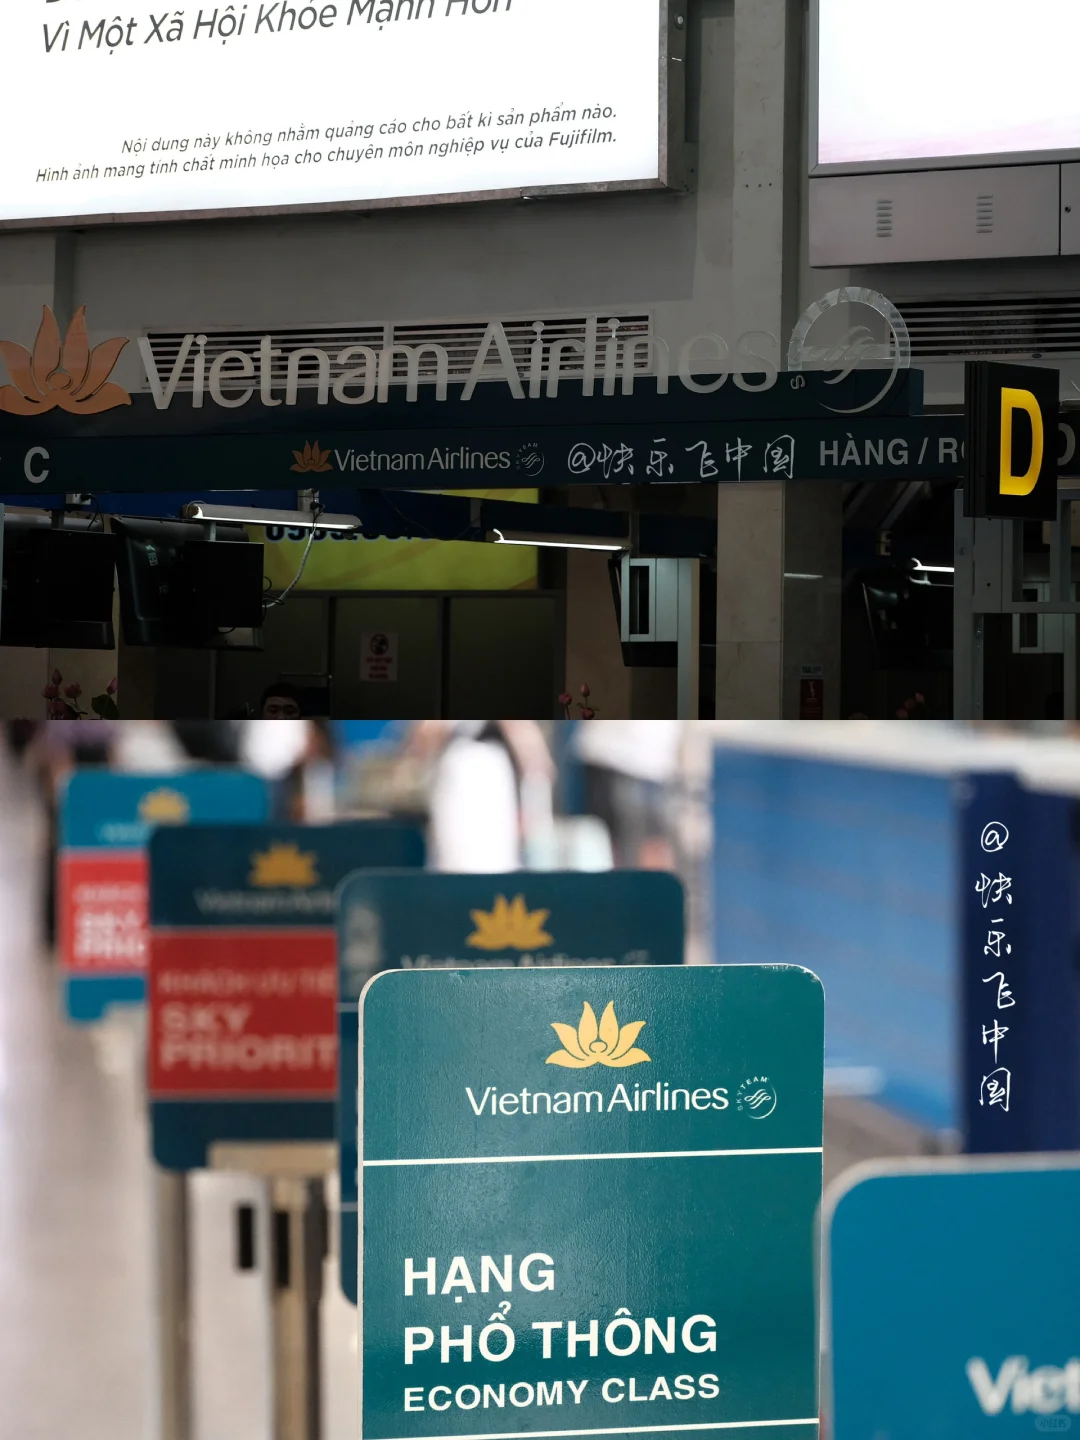 Vì Một Xã Hội Khỏe Mạnh Hơn
Nội dung này không nhằm quảng cáo cho bất kì sản phẩm nào.
Hình ảnh mang tính chất minh họa cho chuyên môn nghiệp vụ của Fujifilm.
Vietnam Airlines
C
Vietnam Airlines
@快乐飞中国
HÀNG /
D
SKY
PRIORIT
@快乐飞中国
Vietnam Airlines
SKYTEAM
HẠNG
PHỔ THÔNG
ECONOMY CLASS
Viet